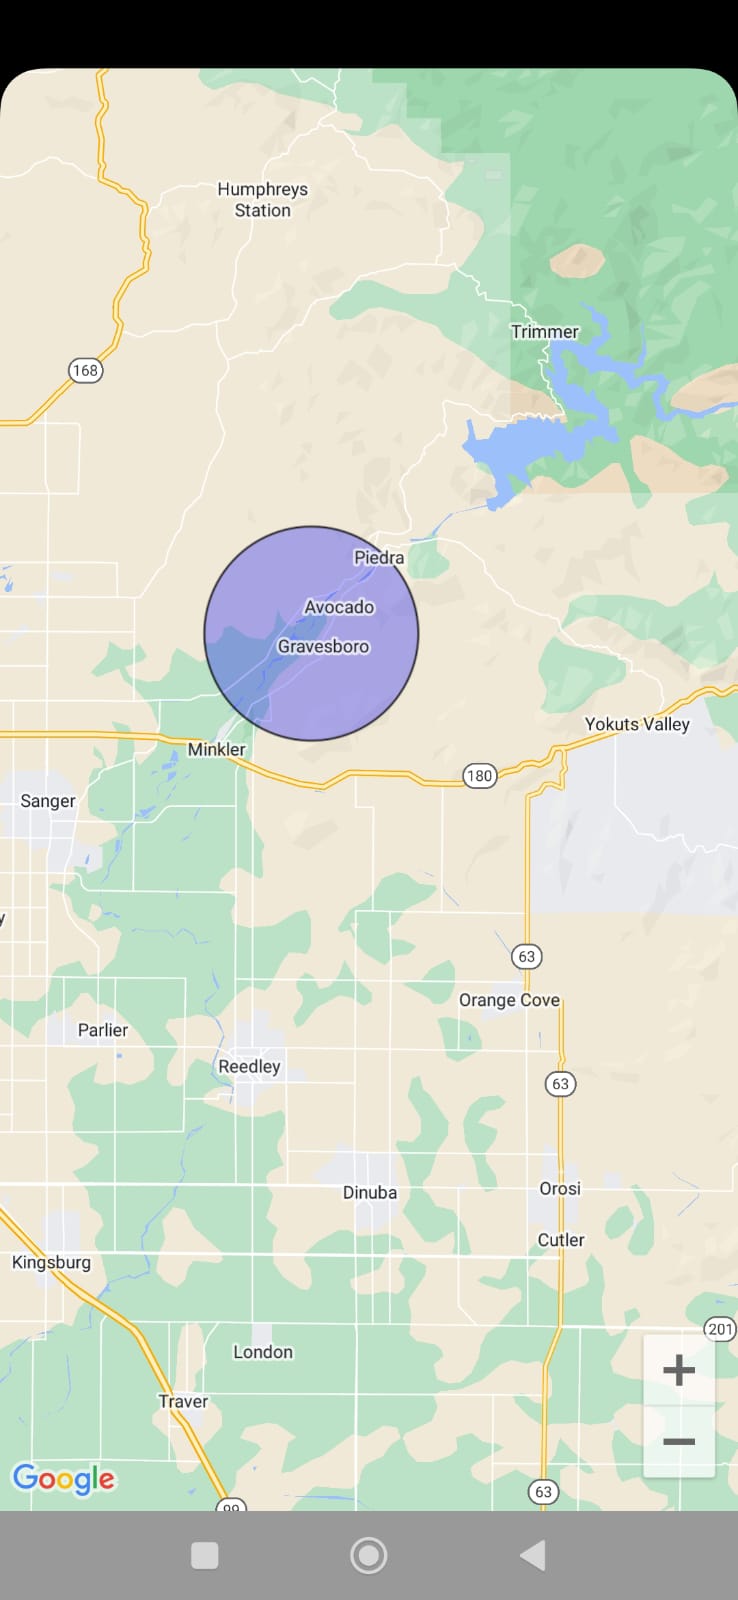 Humphreys
Station
Trimmer
168
Piedra
Avocado
Gravesboro
Yokuts Valley
Minkler
180
Sanger
y
63
Orange Cove
Parlier
Reedley
63
Dinuba
Orosi
Cutler
Kingsburg
201
London
+
Traver
−
Google
63
99